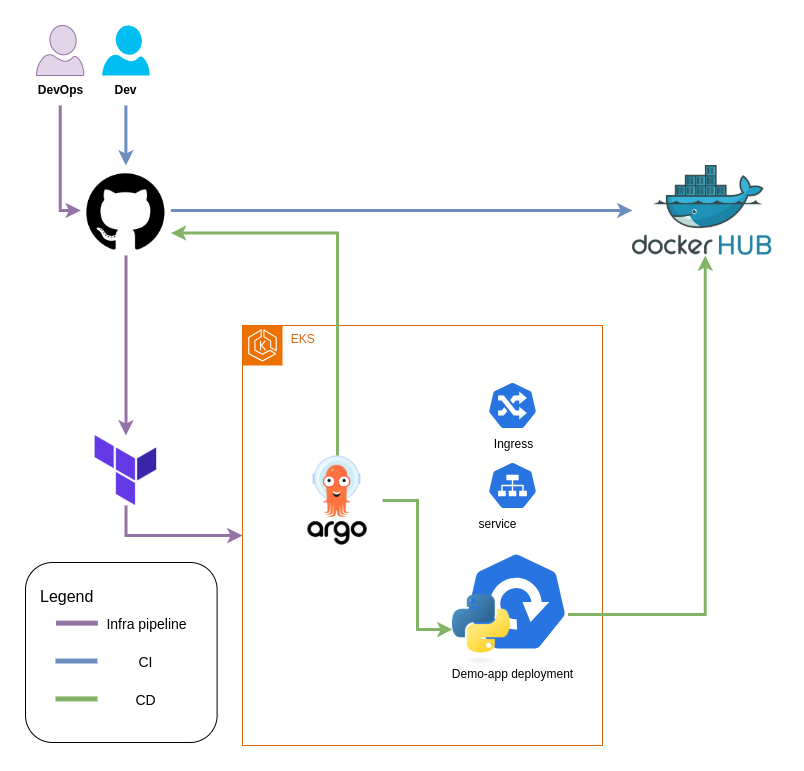 DevOps
Dev
docker HUB
EKS
Ingress
service
argo
Demo-app deployment
Legend
Infra pipeline
CI
CD